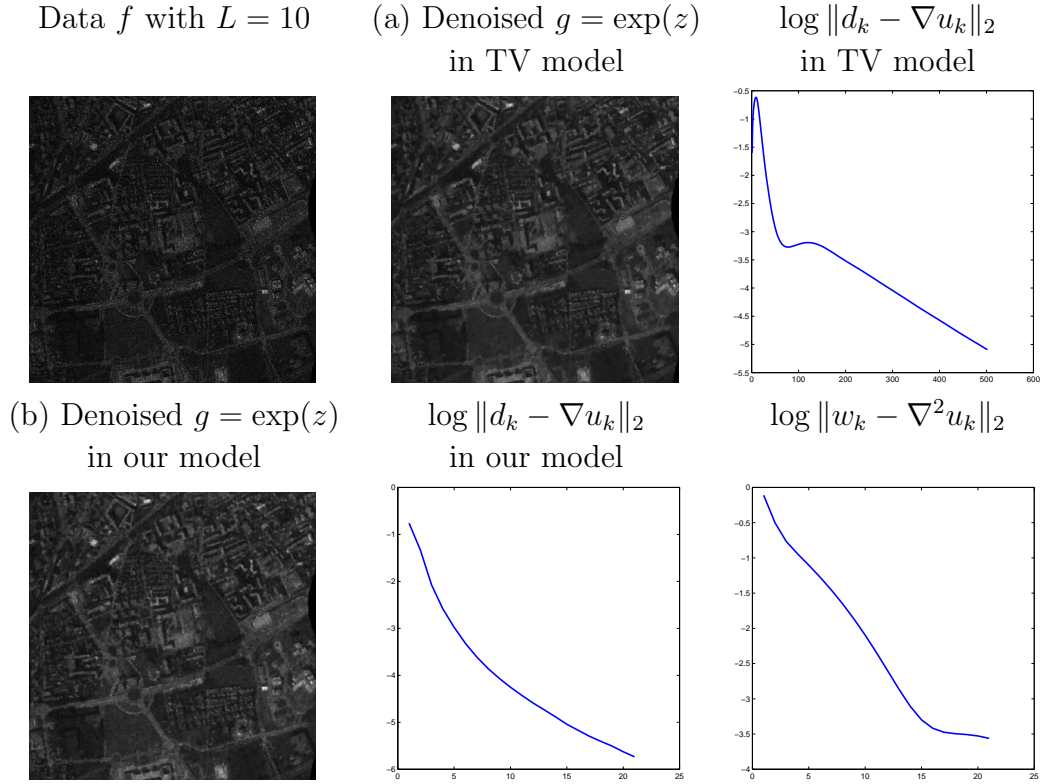 Data f with L = 10
(a) Denoised g = exp(z)
in TV model
log ‖d_k − ∇u_k‖_2
in TV model
−0.5
−1
−1.5
−2
−2.5
−3
−3.5
−4
−4.5
−5
−5.5
0 100 200 300 400 500 600
(b) Denoised g = exp(z)
in our model
log ‖d_k − ∇u_k‖_2
in our model
0
−1
−2
−3
−4
−5
−6
0 5 10 15 20 25
log ‖w_k − ∇²u_k‖_2
0
−0.5
−1
−1.5
−2
−2.5
−3
−3.5
−4
0 5 10 15 20 25